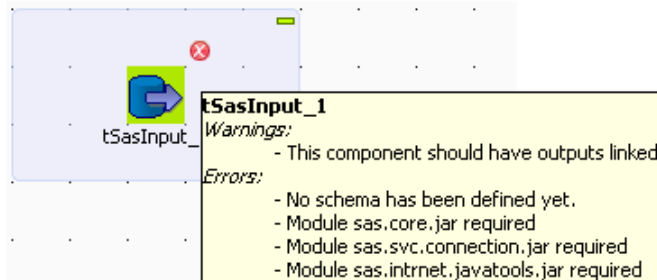 tSasInput_1
Warnings:
- This component should have outputs linked
Errors:
- No schema has been defined yet.
- Module sas.core.jar required
- Module sas.svc.connection.jar required
- Module sas.intrnet.javatools.jar required
tSasInput_